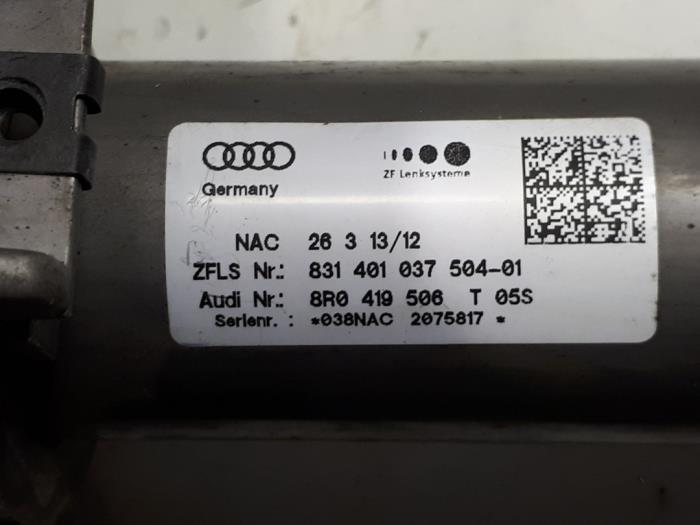 ZF Lenksysteme
Germany
NAC 26 3 13/12
ZFLS Nr.: 831 401 037 504-01
Audi Nr.: 8R0 419 506 T 05S
Serienr. : *038NAC 2075817 *